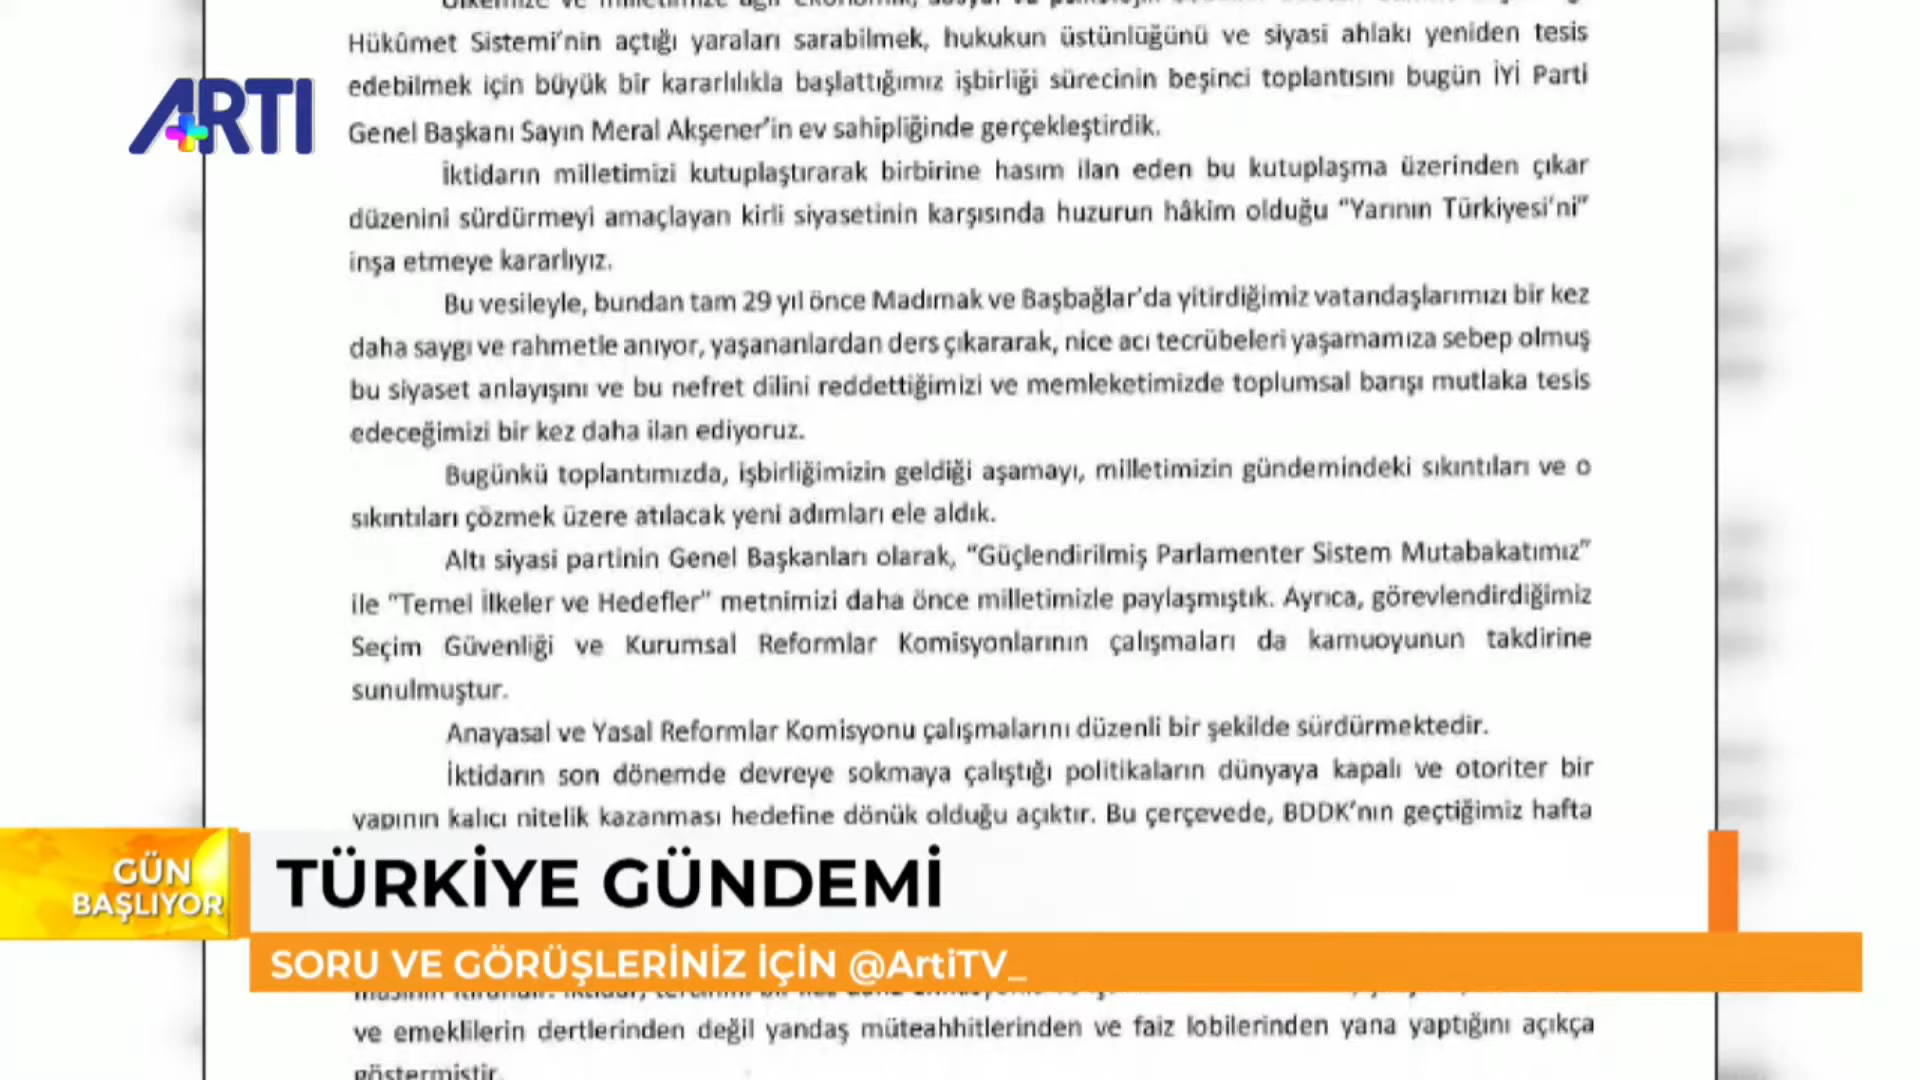 Hükûmet Sistemi’nin açtığı yaraları sarabilmek, hukukun üstünlüğünü ve siyasi ahlakı yeniden tesis
edebilmek için büyük bir kararlılıkla başlattığımız işbirliği sürecinin beşinci toplantısını bugün İYİ Parti
Genel Başkanı Sayın Meral Akşener’in ev sahipliğinde gerçekleştirdik.
ARTI
İktidarın milletimizi kutuplaştırarak birbirine hasım ilan eden bu kutuplaşma üzerinden çıkar
düzenini sürdürmeyi amaçlayan kirli siyasetinin karşısında huzurun hâkim olduğu “Yarının Türkiyesi’ni”
inşa etmeye kararlıyız.
Bu vesileyle, bundan tam 29 yıl önce Madımak ve Başbağlar’da yitirdiğimiz vatandaşlarımızı bir kez
daha saygı ve rahmetle anıyor, yaşananlardan ders çıkararak, nice acı tecrübeleri yaşamamıza sebep olmuş
bu siyaset anlayışını ve bu nefret dilini reddettiğimizi ve memleketimizde toplumsal barışı mutlaka tesis
edeceğimizi bir kez daha ilan ediyoruz.
Bugünkü toplantımızda, işbirliğimizin geldiği aşamayı, milletimizin gündemindeki sıkıntıları ve o
sıkıntıları çözmek üzere atılacak yeni adımları ele aldık.
Altı siyasi partinin Genel Başkanları olarak, “Güçlendirilmiş Parlamenter Sistem Mutabakatımız”
ile “Temel İlkeler ve Hedefler” metnimizi daha önce milletimizle paylaşmıştık. Ayrıca, görevlendirdiğimiz
Seçim Güvenliği ve Kurumsal Reformlar Komisyonlarının çalışmaları da kamuoyunun takdirine
sunulmuştur.
Anayasal ve Yasal Reformlar Komisyonu çalışmalarını düzenli bir şekilde sürdürmektedir.
İktidarın son dönemde devreye sokmaya çalıştığı politikaların dünyaya kapalı ve otoriter bir
yapının kalıcı nitelik kazanması hedefine dönük olduğu açıktır. Bu çerçevede, BDDK’nın geçtiğimiz hafta
GÜN
BAŞLIYOR
TÜRKİYE GÜNDEMİ
SORU VE GÖRÜŞLERİNİZ İÇİN @ArtiTV_
ve emeklilerin dertlerinden değil yandaş müteahhitlerinden ve faiz lobilerinden yana yaptığını açıkça
göstermiştir.